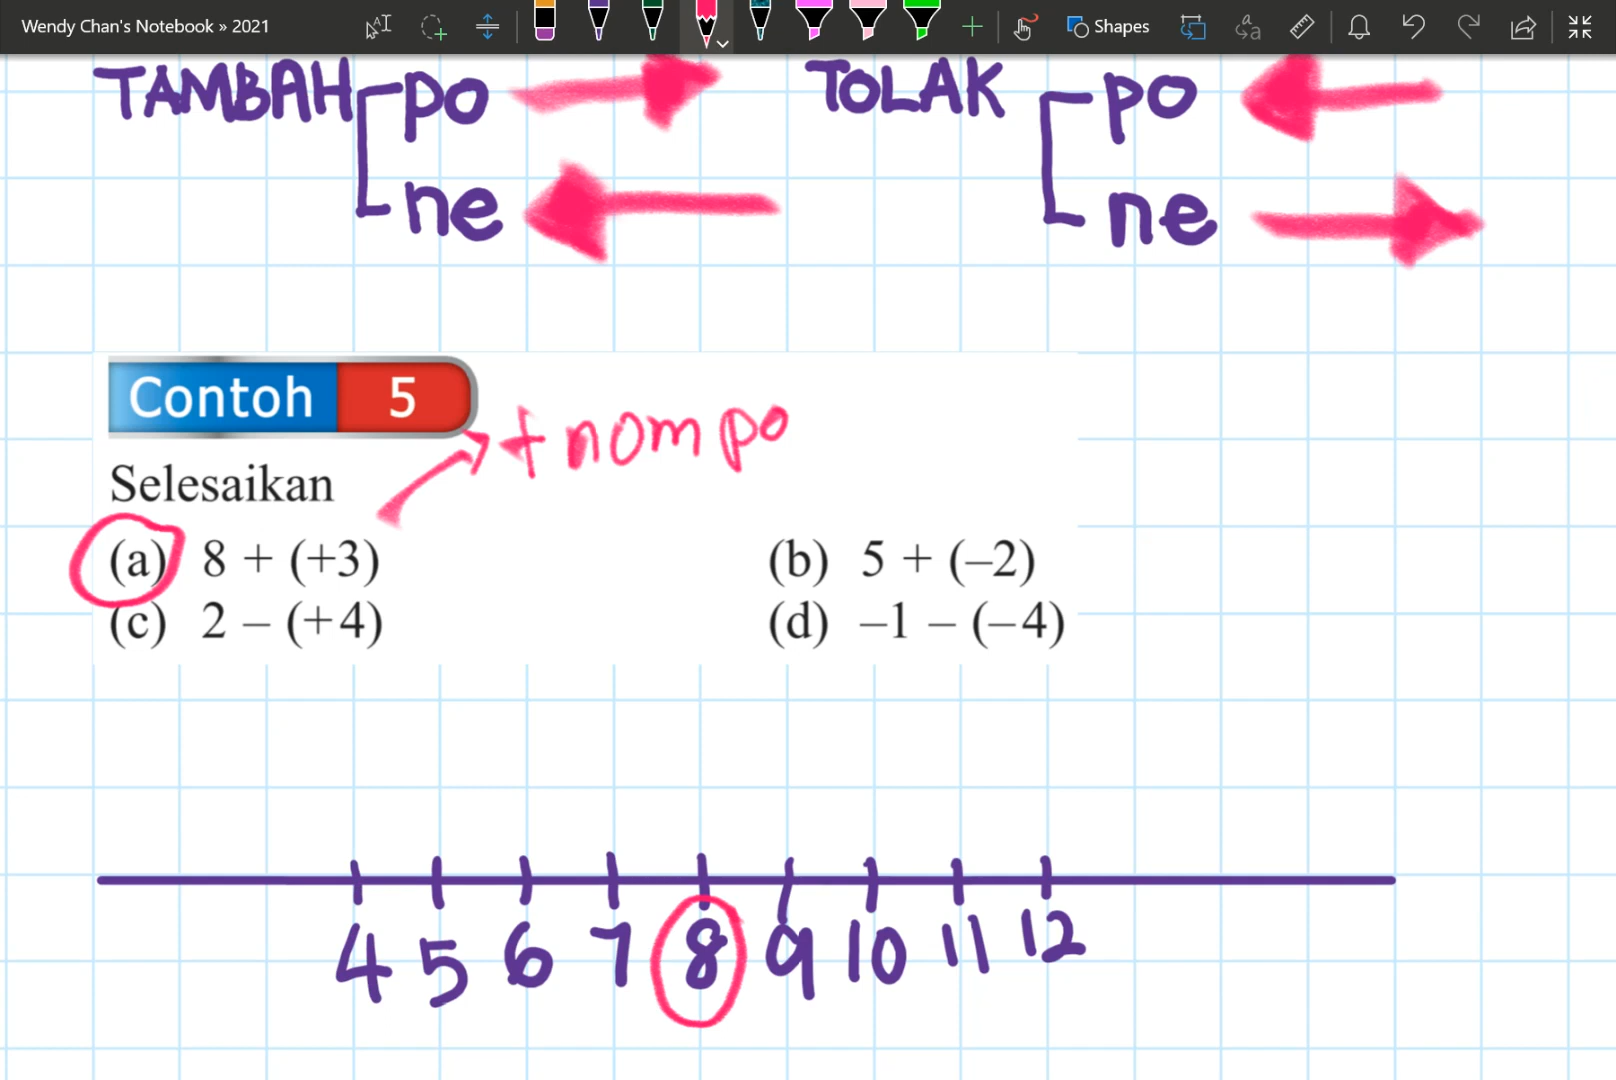 Wendy Chan's Notebook » 2021
Shapes
TAMBAH po
ne
TOLAK po
ne
Contoh 5
+ nom po
Selesaikan
(a) 8 + (+3)
(b) 5 + (–2)
(c) 2 – (+4)
(d) –1 – (–4)
4 5 6 7 8 9 10 11 12